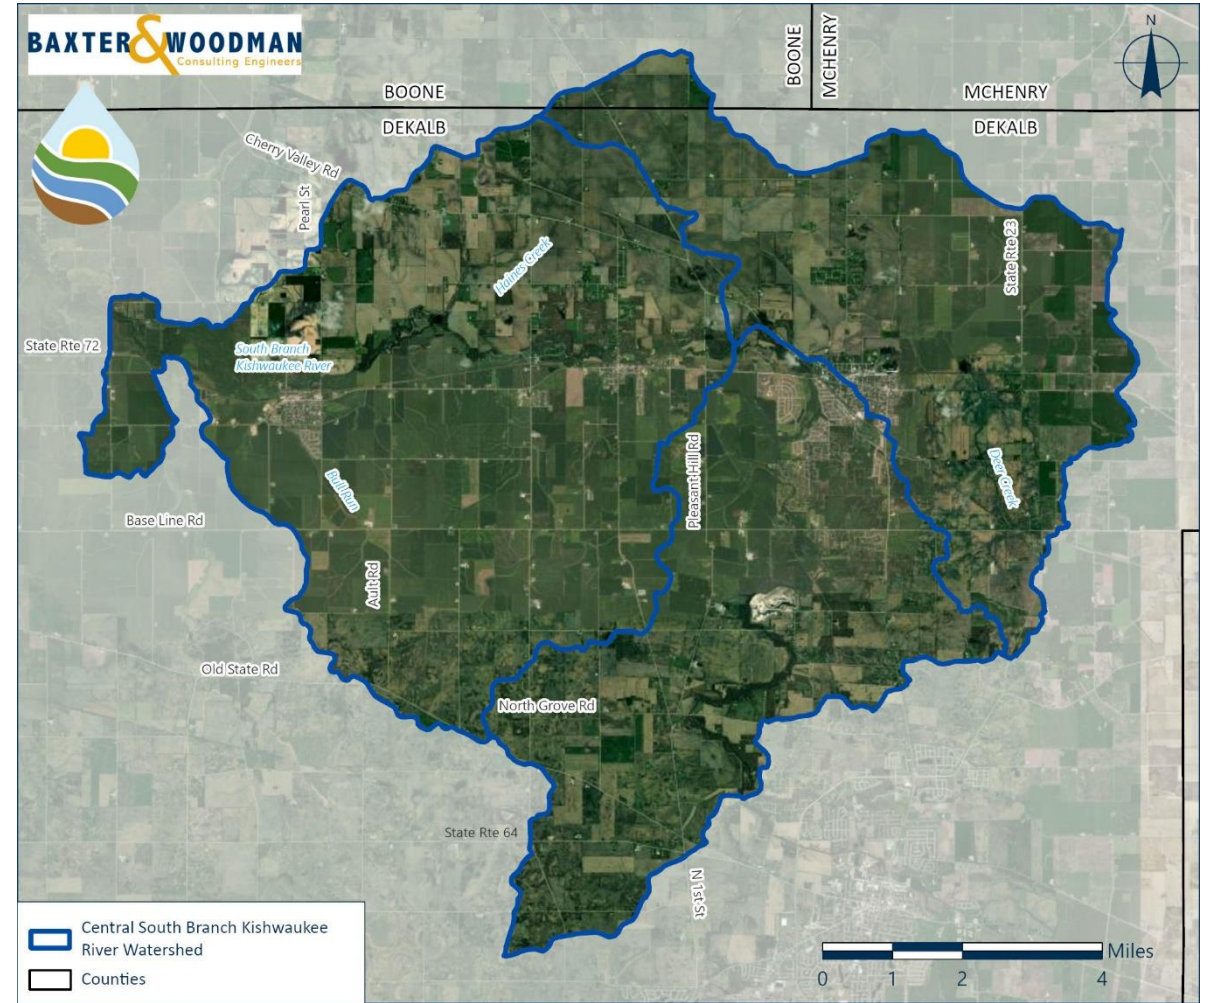 BAXTER & WOODMAN
Consulting Engineers
BOONE
MCHENRY
N
BOONE
MCHENRY
DEKALB
DEKALB
Cherry Valley Rd
Pearl St
State Rte 23
Haines Creek
State Rte 72
South Branch
Kishwaukee River
Pleasant Hill Rd
Deer Creek
Bull Run
Base Line Rd
Ault Rd
Old State Rd
North Grove Rd
State Rte 64
N 1st St
Central South Branch Kishwaukee
River Watershed
Counties
Miles
0 1 2 4